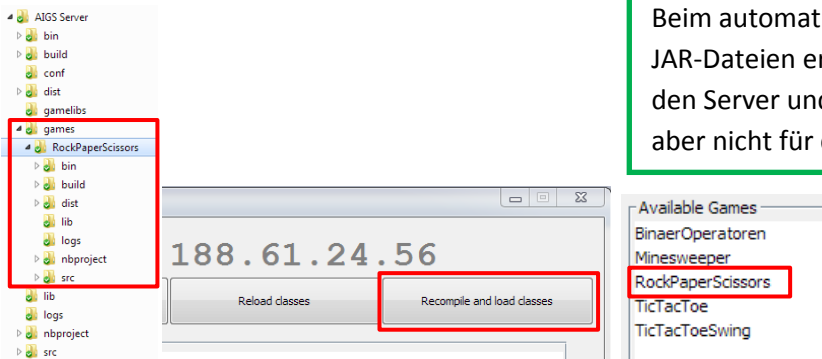 AIGS Server
bin
build
conf
dist
gamelibs
games
RockPaperScissors
bin
build
dist
lib
logs
nbproject
src
lib
logs
nbproject
src
188.61.24.56
Reload classes
Recompile and load classes
Beim automat
JAR-Dateien er
den Server und
aber nicht für
Available Games
BinaerOperatoren
Minesweeper
RockPaperScissors
TicTacToe
TicTacToeSwing